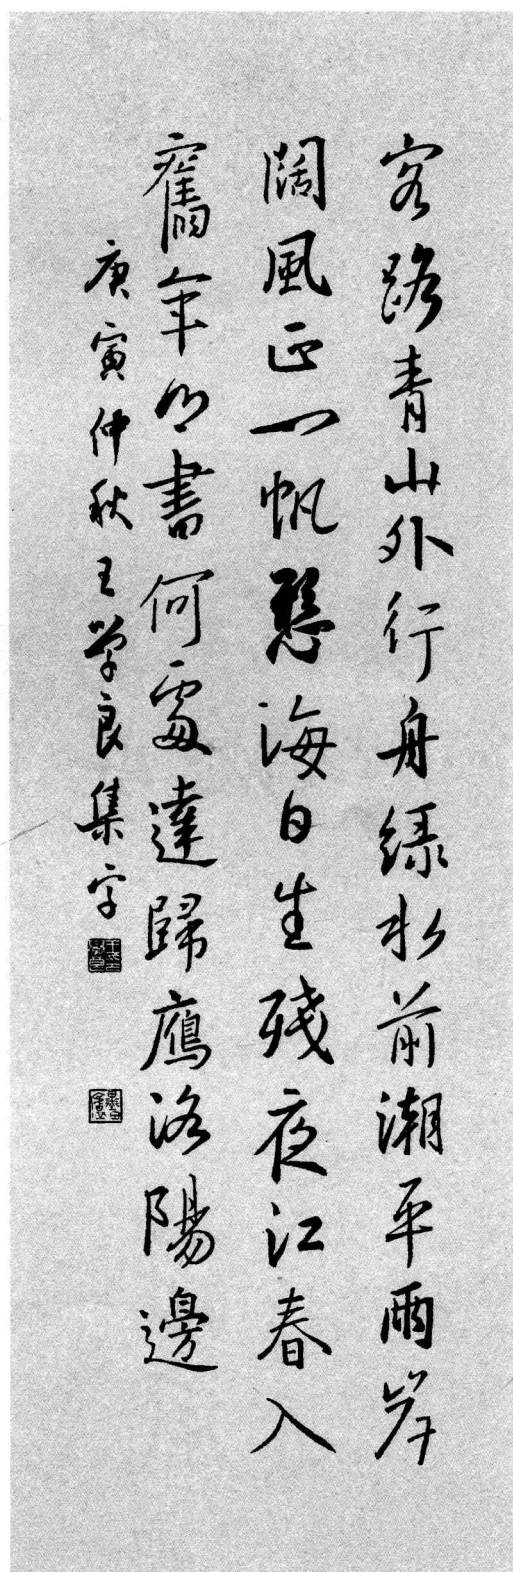 客路青山外行舟綠水前潮平兩岸
闊風正一帆懸海日生殘夜江春入
舊年鄉書何處達歸鴈洛陽邊
庚寅仲秋王學良集字